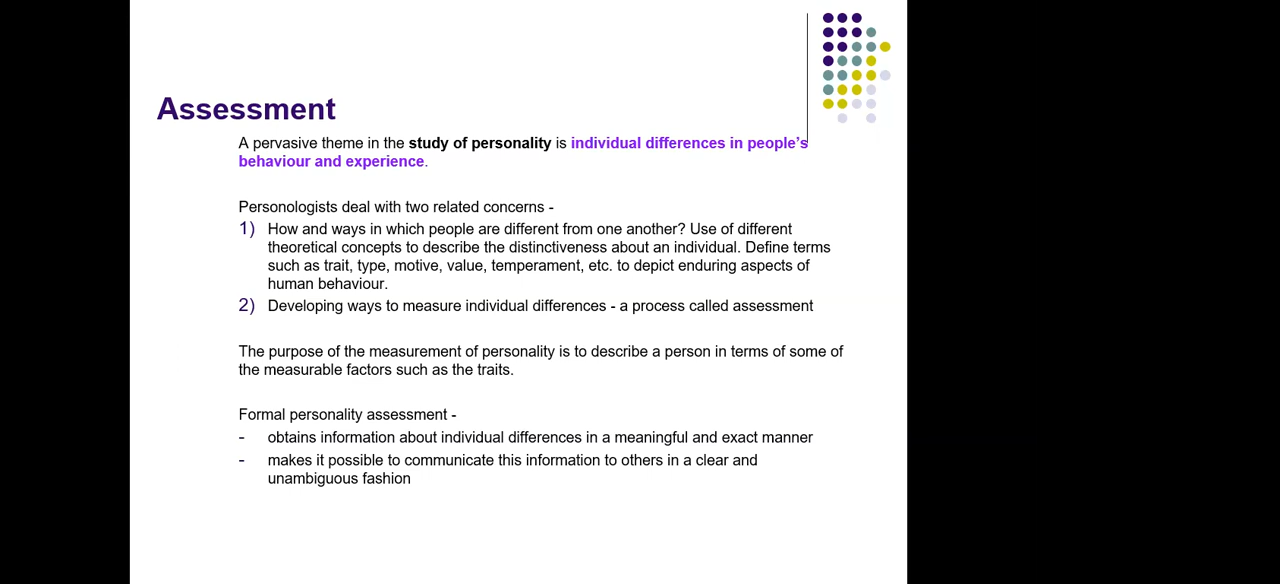 Assessment
A pervasive theme in the study of personality is individual differences in people’s
behaviour and experience.
Personologists deal with two related concerns -
1) How and ways in which people are different from one another? Use of different
theoretical concepts to describe the distinctiveness about an individual. Define terms
such as trait, type, motive, value, temperament, etc. to depict enduring aspects of
human behaviour.
2) Developing ways to measure individual differences - a process called assessment
The purpose of the measurement of personality is to describe a person in terms of some of
the measurable factors such as the traits.
Formal personality assessment -
- obtains information about individual differences in a meaningful and exact manner
- makes it possible to communicate this information to others in a clear and
unambiguous fashion